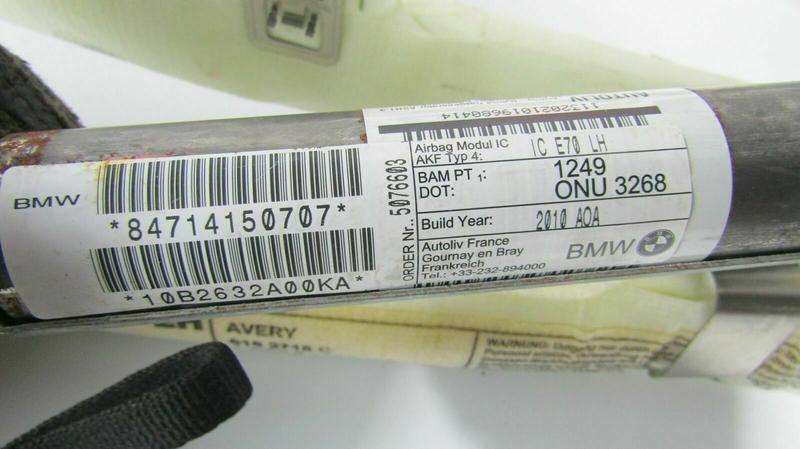 AUTOLIV
1132021019680414
BMW
*84714150707*
*10B2632A00KA*
ORDER Nr.: 5076603
Airbag Modul IC
AKF Typ 4: IC E70 LH
BAM PT 1: 1249
DOT: ONU 3268
Build Year: 2010 AOA
Autoliv France
Gournay en Bray
Frankreich
Tel.: +33-232-894000
BMW
AVERY
WARNING: